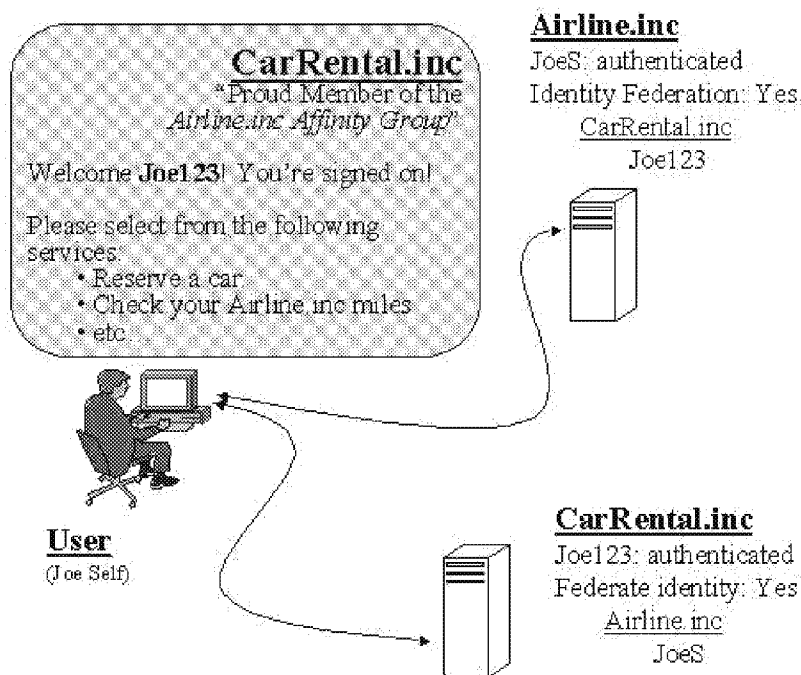 CarRental.inc
“Proud Member of the
Airline.inc Affinity Group”
Welcome Joe123! You’re signed on!
Please select from the following
services:
• Reserve a car
• Check your Airline.inc miles
• etc
User
(Joe Self)
Airline.inc
JoeS: authenticated
Identity Federation: Yes
CarRental.inc
Joe123
CarRental.inc
Joe123: authenticated
Federate identity: Yes
Airline.inc
JoeS